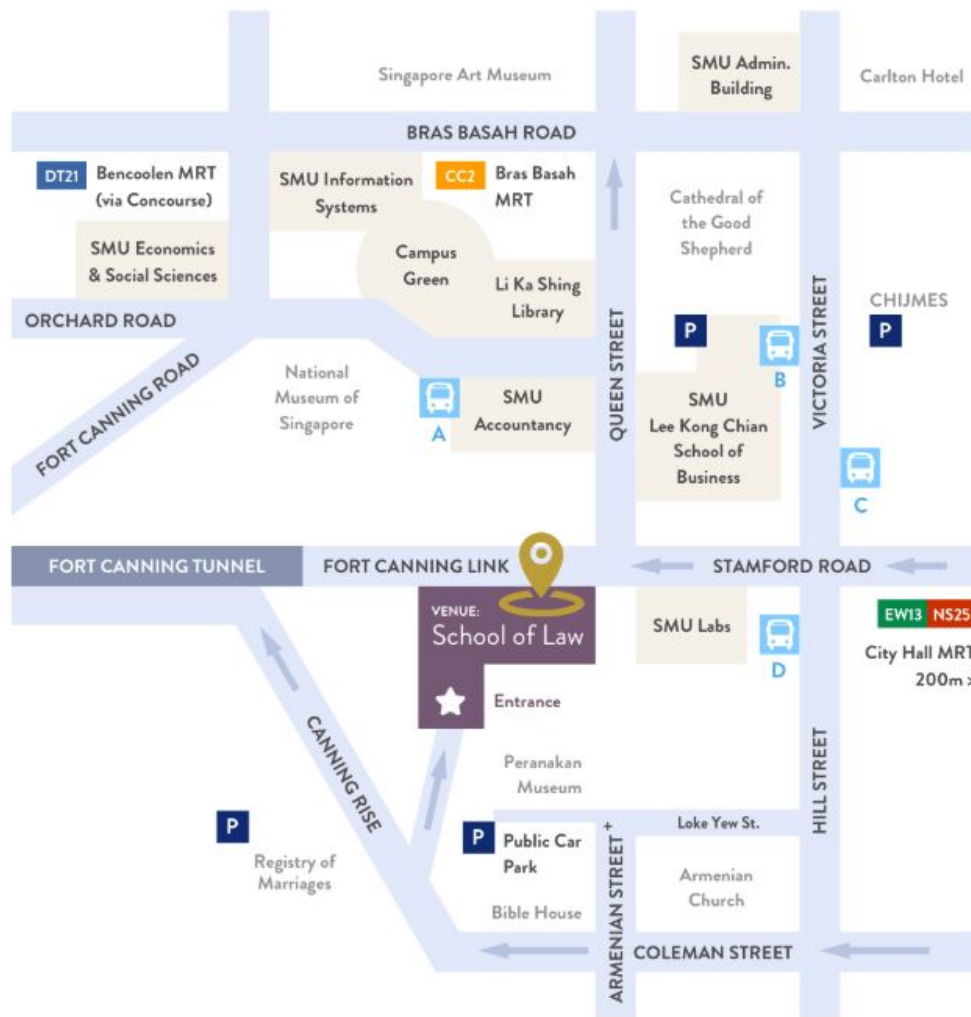 Singapore Art Museum
SMU Admin.
Building
Carlton Hotel
BRAS BASAH ROAD
DT21
Bencoolen MRT
(via Concourse)
SMU Information
Systems
CC2
Bras Basah
MRT
Cathedral of
the Good
Shepherd
SMU Economics
& Social Sciences
Campus
Green
Li Ka Shing
Library
ORCHARD ROAD
QUEEN STREET
VICTORIA STREET
CHIJMES
P
P
B
FORT CANNING ROAD
National
Museum of
Singapore
A
SMU
Accountancy
SMU
Lee Kong Chian
School of
Business
C
FORT CANNING TUNNEL
FORT CANNING LINK
STAMFORD ROAD
VENUE:
School of Law
Entrance
SMU Labs
D
EW13
NS25
City Hall MRT
200m >
CANNING RISE
Peranakan
Museum
HILL STREET
P
Registry of
Marriages
P
Public Car
Park
Loke Yew St.
ARMENIAN STREET +
Armenian
Church
Bible House
COLEMAN STREET